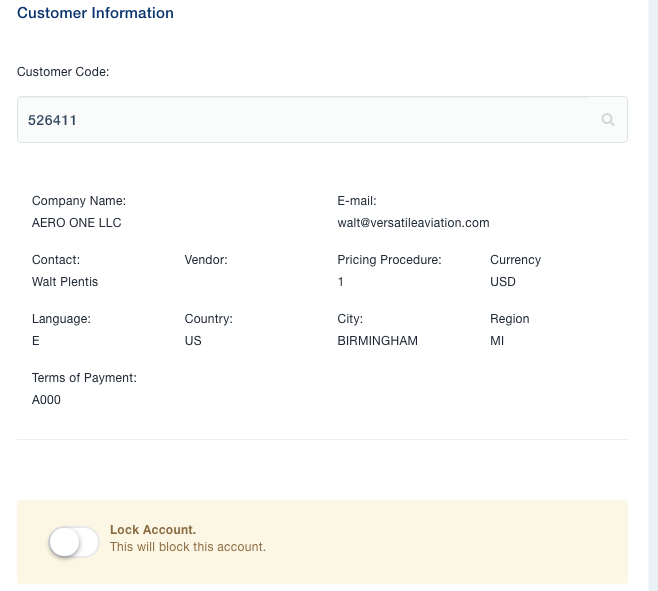 Customer Information
Customer Code:
526411
Company Name:
AERO ONE LLC
E-mail:
walt@versatileaviation.com
Contact:
Walt Plentis
Vendor:
Pricing Procedure:
1
Currency
USD
Language:
E
Country:
US
City:
BIRMINGHAM
Region
MI
Terms of Payment:
A000
Lock Account.
This will block this account.